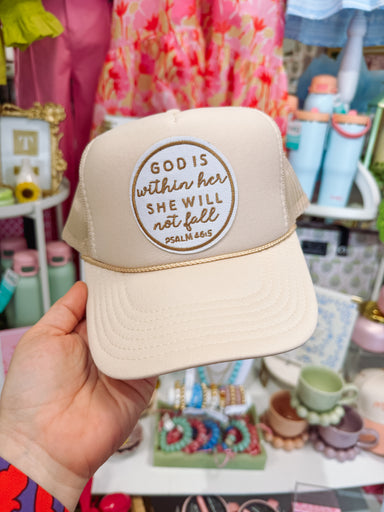 GOD IS
within her
SHE WILL
not fall
PSALM 46:5
T